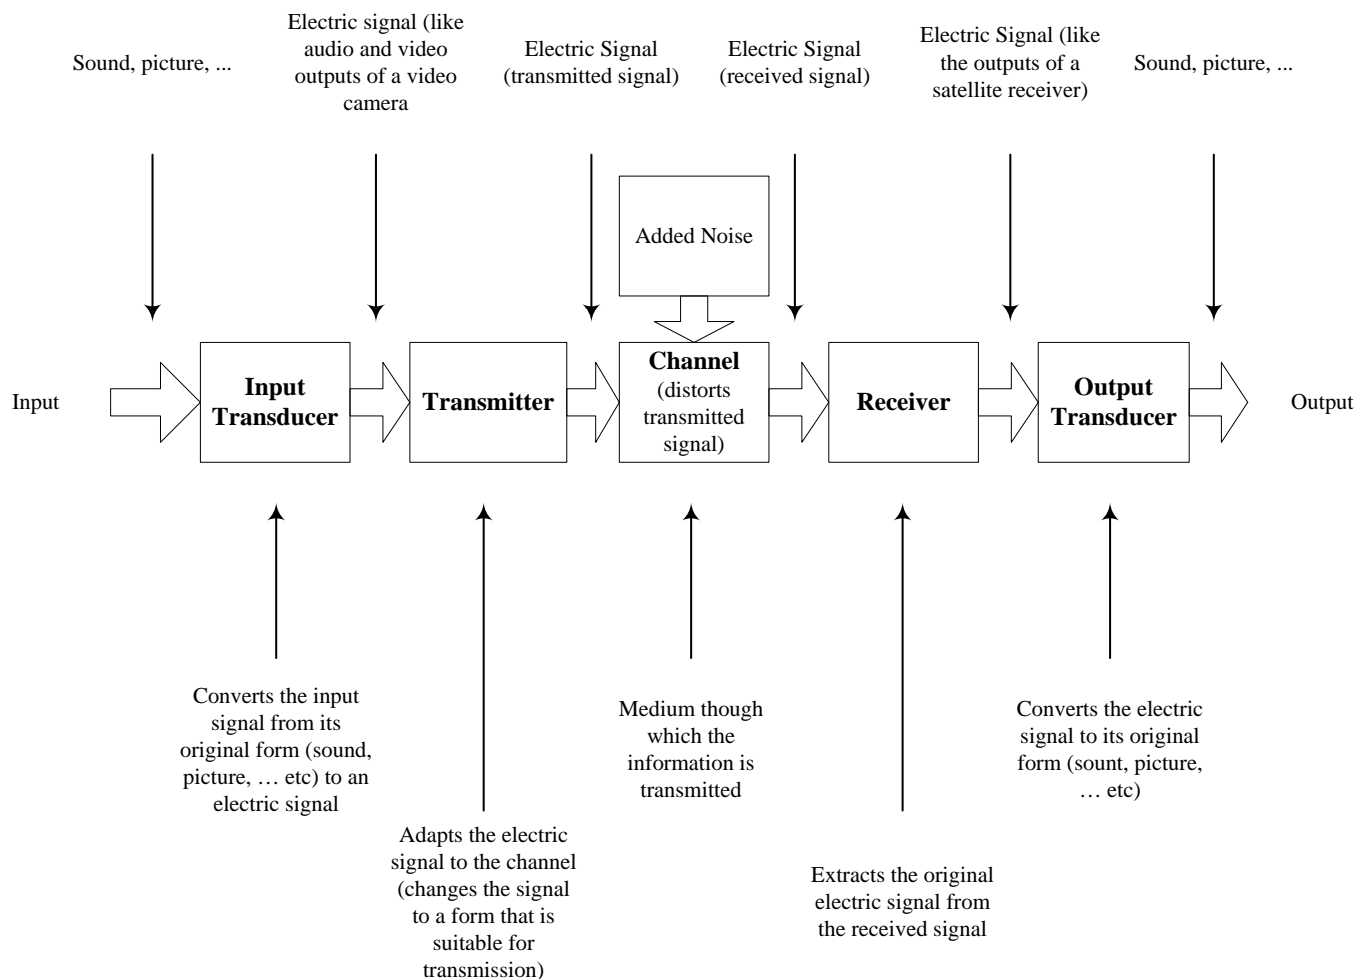 Sound, picture, ...
Electric signal (like
audio and video
outputs of a video
camera
Electric Signal
(transmitted signal)
Electric Signal
(received signal)
Electric Signal (like
the outputs of a
satellite receiver)
Sound, picture, ...
Added Noise
Input
Input
Transducer
Transmitter
Channel
(distorts
transmitted
signal)
Receiver
Output
Transducer
Output
Converts the input
signal from its
original form (sound,
picture, … etc) to an
electric signal
Adapts the electric
signal to the channel
(changes the signal
to a form that is
suitable for
transmission)
Medium though
which the
information is
transmitted
Extracts the original
electric signal from
the received signal
Converts the electric
signal to its original
form (sount, picture,
… etc)